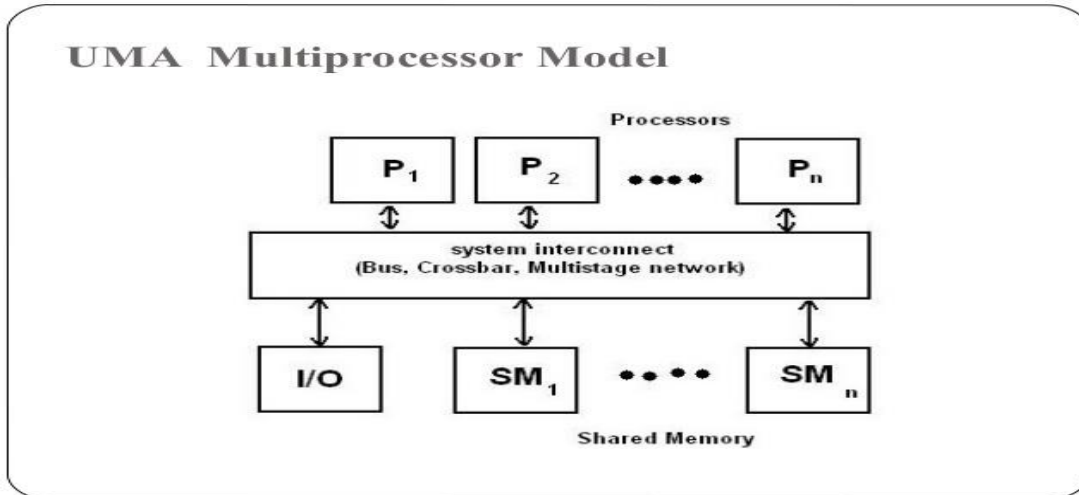 UMA Multiprocessor Model
Processors
P1 P2 Pn
system interconnect
(Bus, Crossbar, Multistage network)
I/O SM1 SMn
Shared Memory